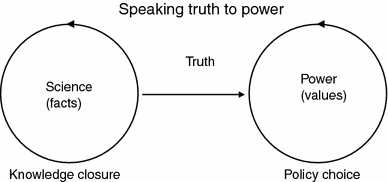 Speaking truth to power
Truth
Science
(facts)
Power
(values)
Knowledge closure
Policy choice